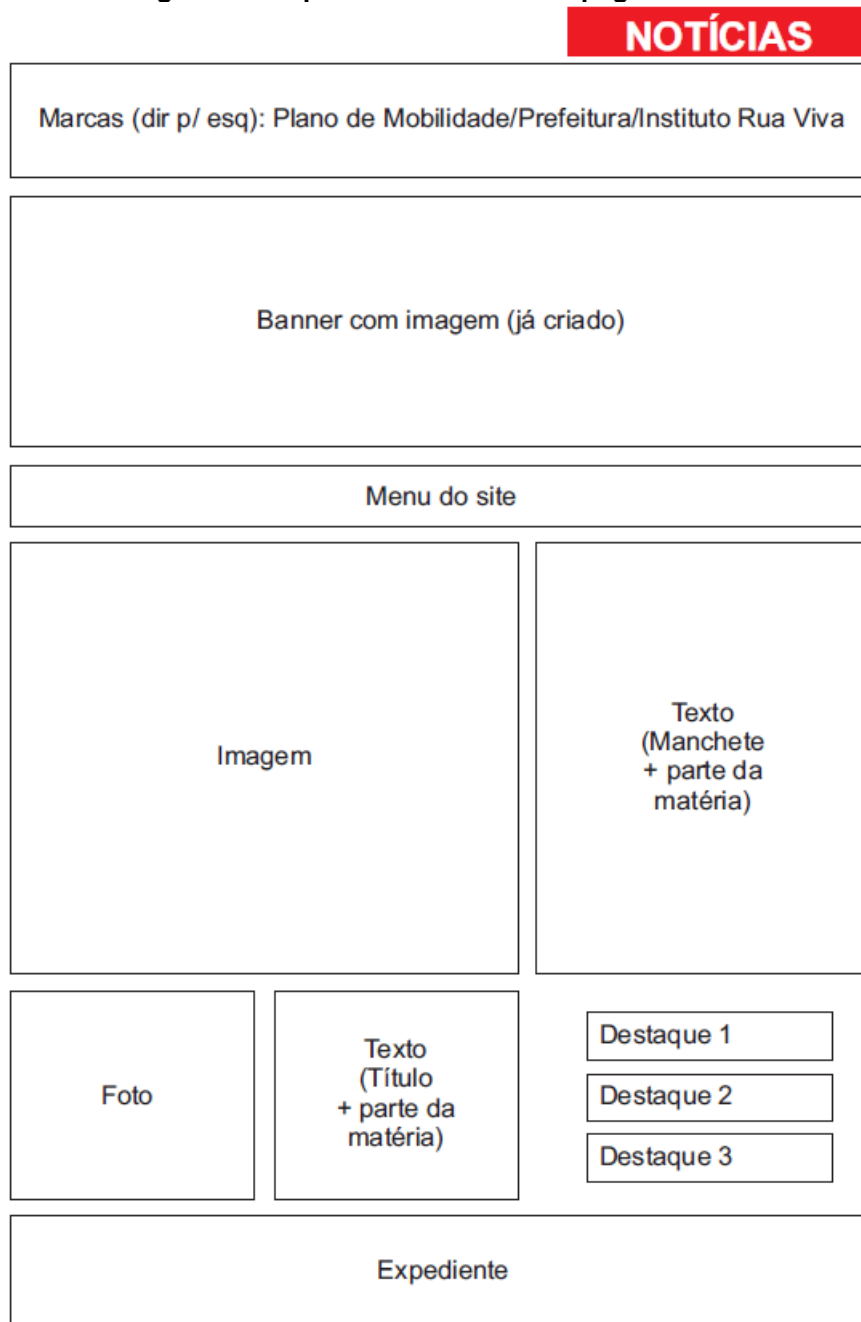 NOTÍCIAS
Marcas (dir p/ esq): Plano de Mobilidade/Prefeitura/Instituto Rua Viva
Banner com imagem (já criado)
Menu do site
Imagem
Texto
(Manchete
+ parte da
matéria)
Foto
Texto
(Título
+ parte da
matéria)
Destaque 1
Destaque 2
Destaque 3
Expediente